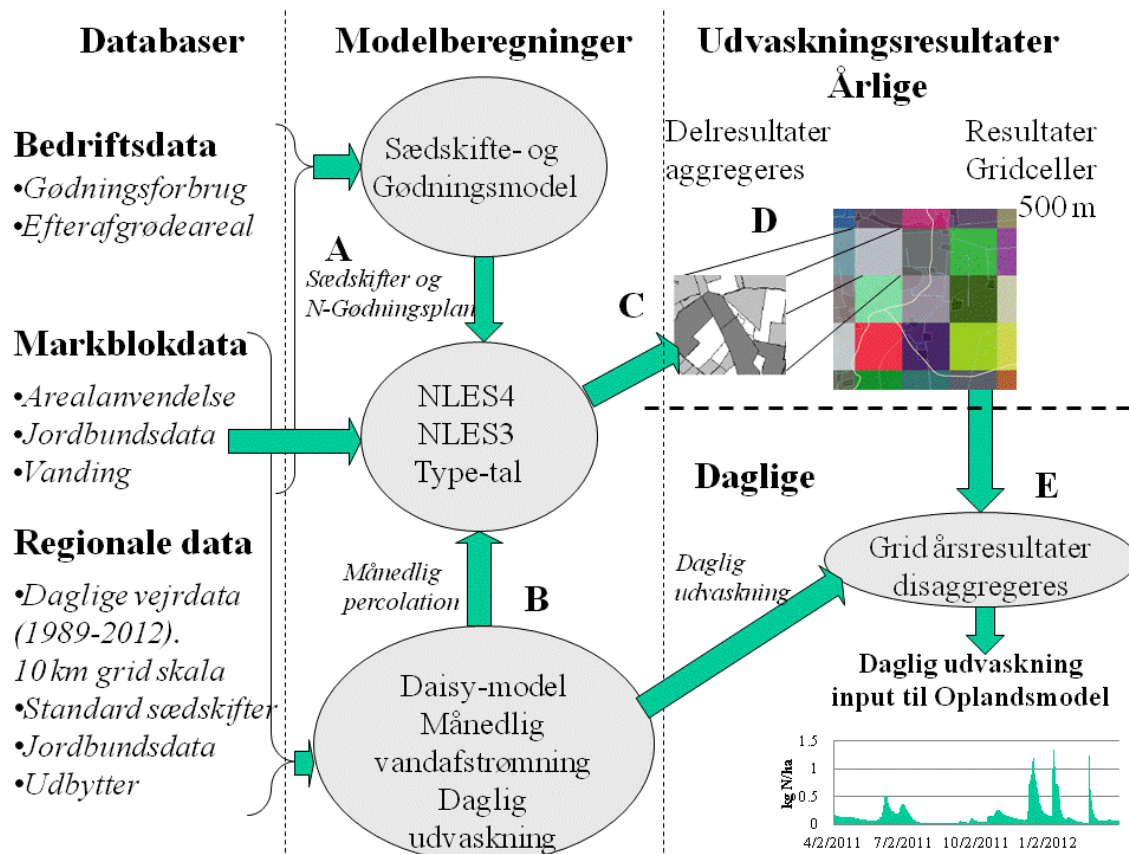 Databaser
Bedriftsdata
•Gødningsforbrug
•Efterafgrødeareal
Markblokdata
•Arealanvendelse
•Jordbundsdata
•Vanding
Regionale data
•Daglige vejrdata
(1989-2012).
10 km grid skala
•Standard sædskifter
•Jordbundsdata
•Udbytter
Modelberegninger
Sædskifte- og
Gødningsmodel
A
Sædskifter og
N-Gødningsplan
NLES4
NLES3
Type-tal
Månedlig
percolation
B
Daisy-model
Månedlig
vandafstrømning
Daglig
udvaskning
Udvaskningsresultater
Årlige
Delresultater
aggregeres
Resultater
Gridceller
500 m
C
D
Daglige
E
Daglig
udvaskning
Grid årsresultater
disaggregeres
Daglig udvaskning
input til Oplandsmodel
kg N/ha
1.5
1
0.5
0
4/2/2011 7/2/2011 10/2/2011 1/2/2012